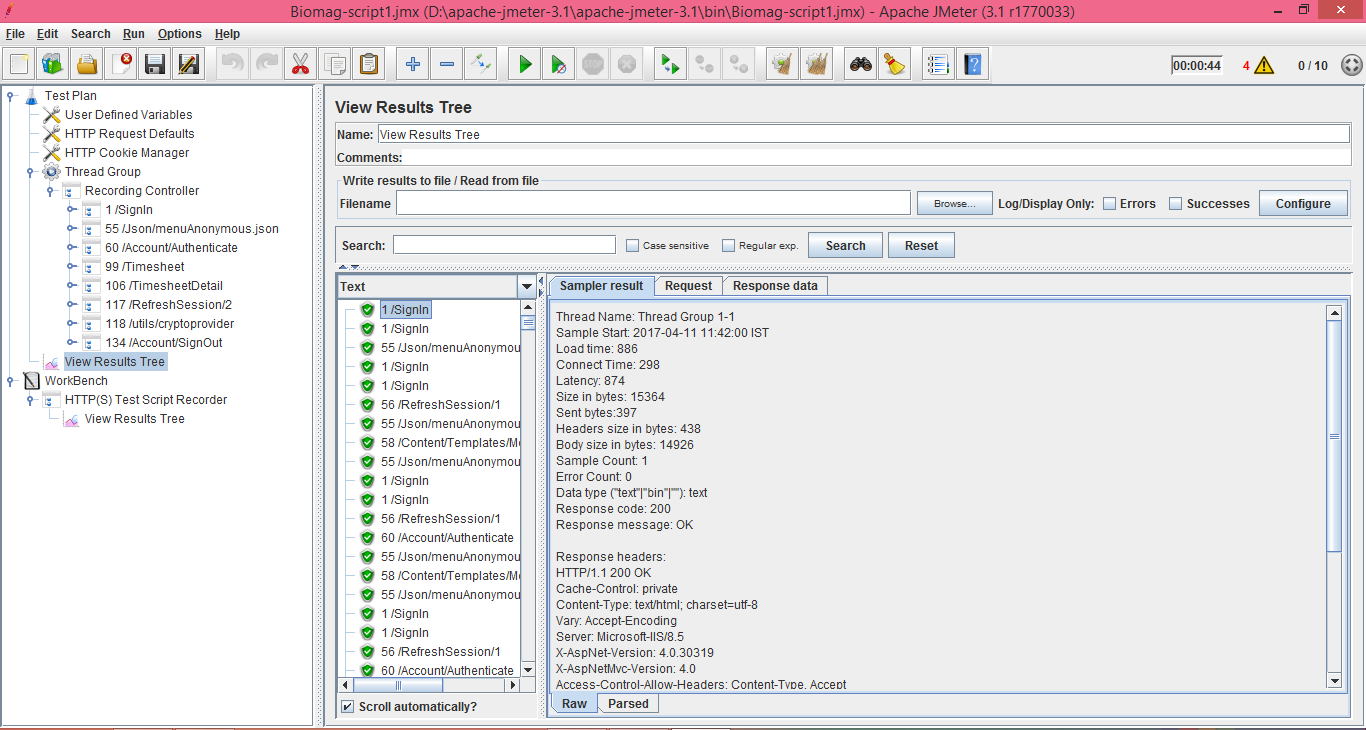 Biomag-script1.jmx (D:\apache-jmeter-3.1\apache-jmeter-3.1\bin\Biomag-script1.jmx) - Apache JMeter (3.1 r1770033)
File Edit Search Run Options Help
00:00:44 4 0 / 10
Test Plan
User Defined Variables
HTTP Request Defaults
HTTP Cookie Manager
Thread Group
Recording Controller
1 /SignIn
55 /Json/menuAnonymous.json
60 /Account/Authenticate
99 /Timesheet
106 /TimesheetDetail
117 /RefreshSession/2
118 /utils/cryptoprovider
134 /Account/SignOut
View Results Tree
WorkBench
HTTP(S) Test Script Recorder
View Results Tree
View Results Tree
Name: View Results Tree
Comments:
Write results to file / Read from file
Filename Browse... Log/Display Only: Errors Successes Configure
Search: Case sensitive Regular exp. Search Reset
Text
1 /SignIn
1 /SignIn
55 /Json/menuAnonymou
1 /SignIn
1 /SignIn
56 /RefreshSession/1
55 /Json/menuAnonymou
58 /Content/Templates/Mo
55 /Json/menuAnonymou
1 /SignIn
1 /SignIn
56 /RefreshSession/1
60 /Account/Authenticate
55 /Json/menuAnonymou
58 /Content/Templates/Mo
55 /Json/menuAnonymou
1 /SignIn
1 /SignIn
56 /RefreshSession/1
60 /Account/Authenticate
Scroll automatically?
Sampler result Request Response data
Thread Name: Thread Group 1-1
Sample Start: 2017-04-11 11:42:00 IST
Load time: 886
Connect Time: 298
Latency: 874
Size in bytes: 15364
Sent bytes:397
Headers size in bytes: 438
Body size in bytes: 14926
Sample Count: 1
Error Count: 0
Data type ("text"|"bin"|""): text
Response code: 200
Response message: OK
Response headers:
HTTP/1.1 200 OK
Cache-Control: private
Content-Type: text/html; charset=utf-8
Vary: Accept-Encoding
Server: Microsoft-IIS/8.5
X-AspNet-Version: 4.0.30319
X-AspNetMvc-Version: 4.0
Access-Control-Allow-Headers: Content-Type, Accept
Raw Parsed